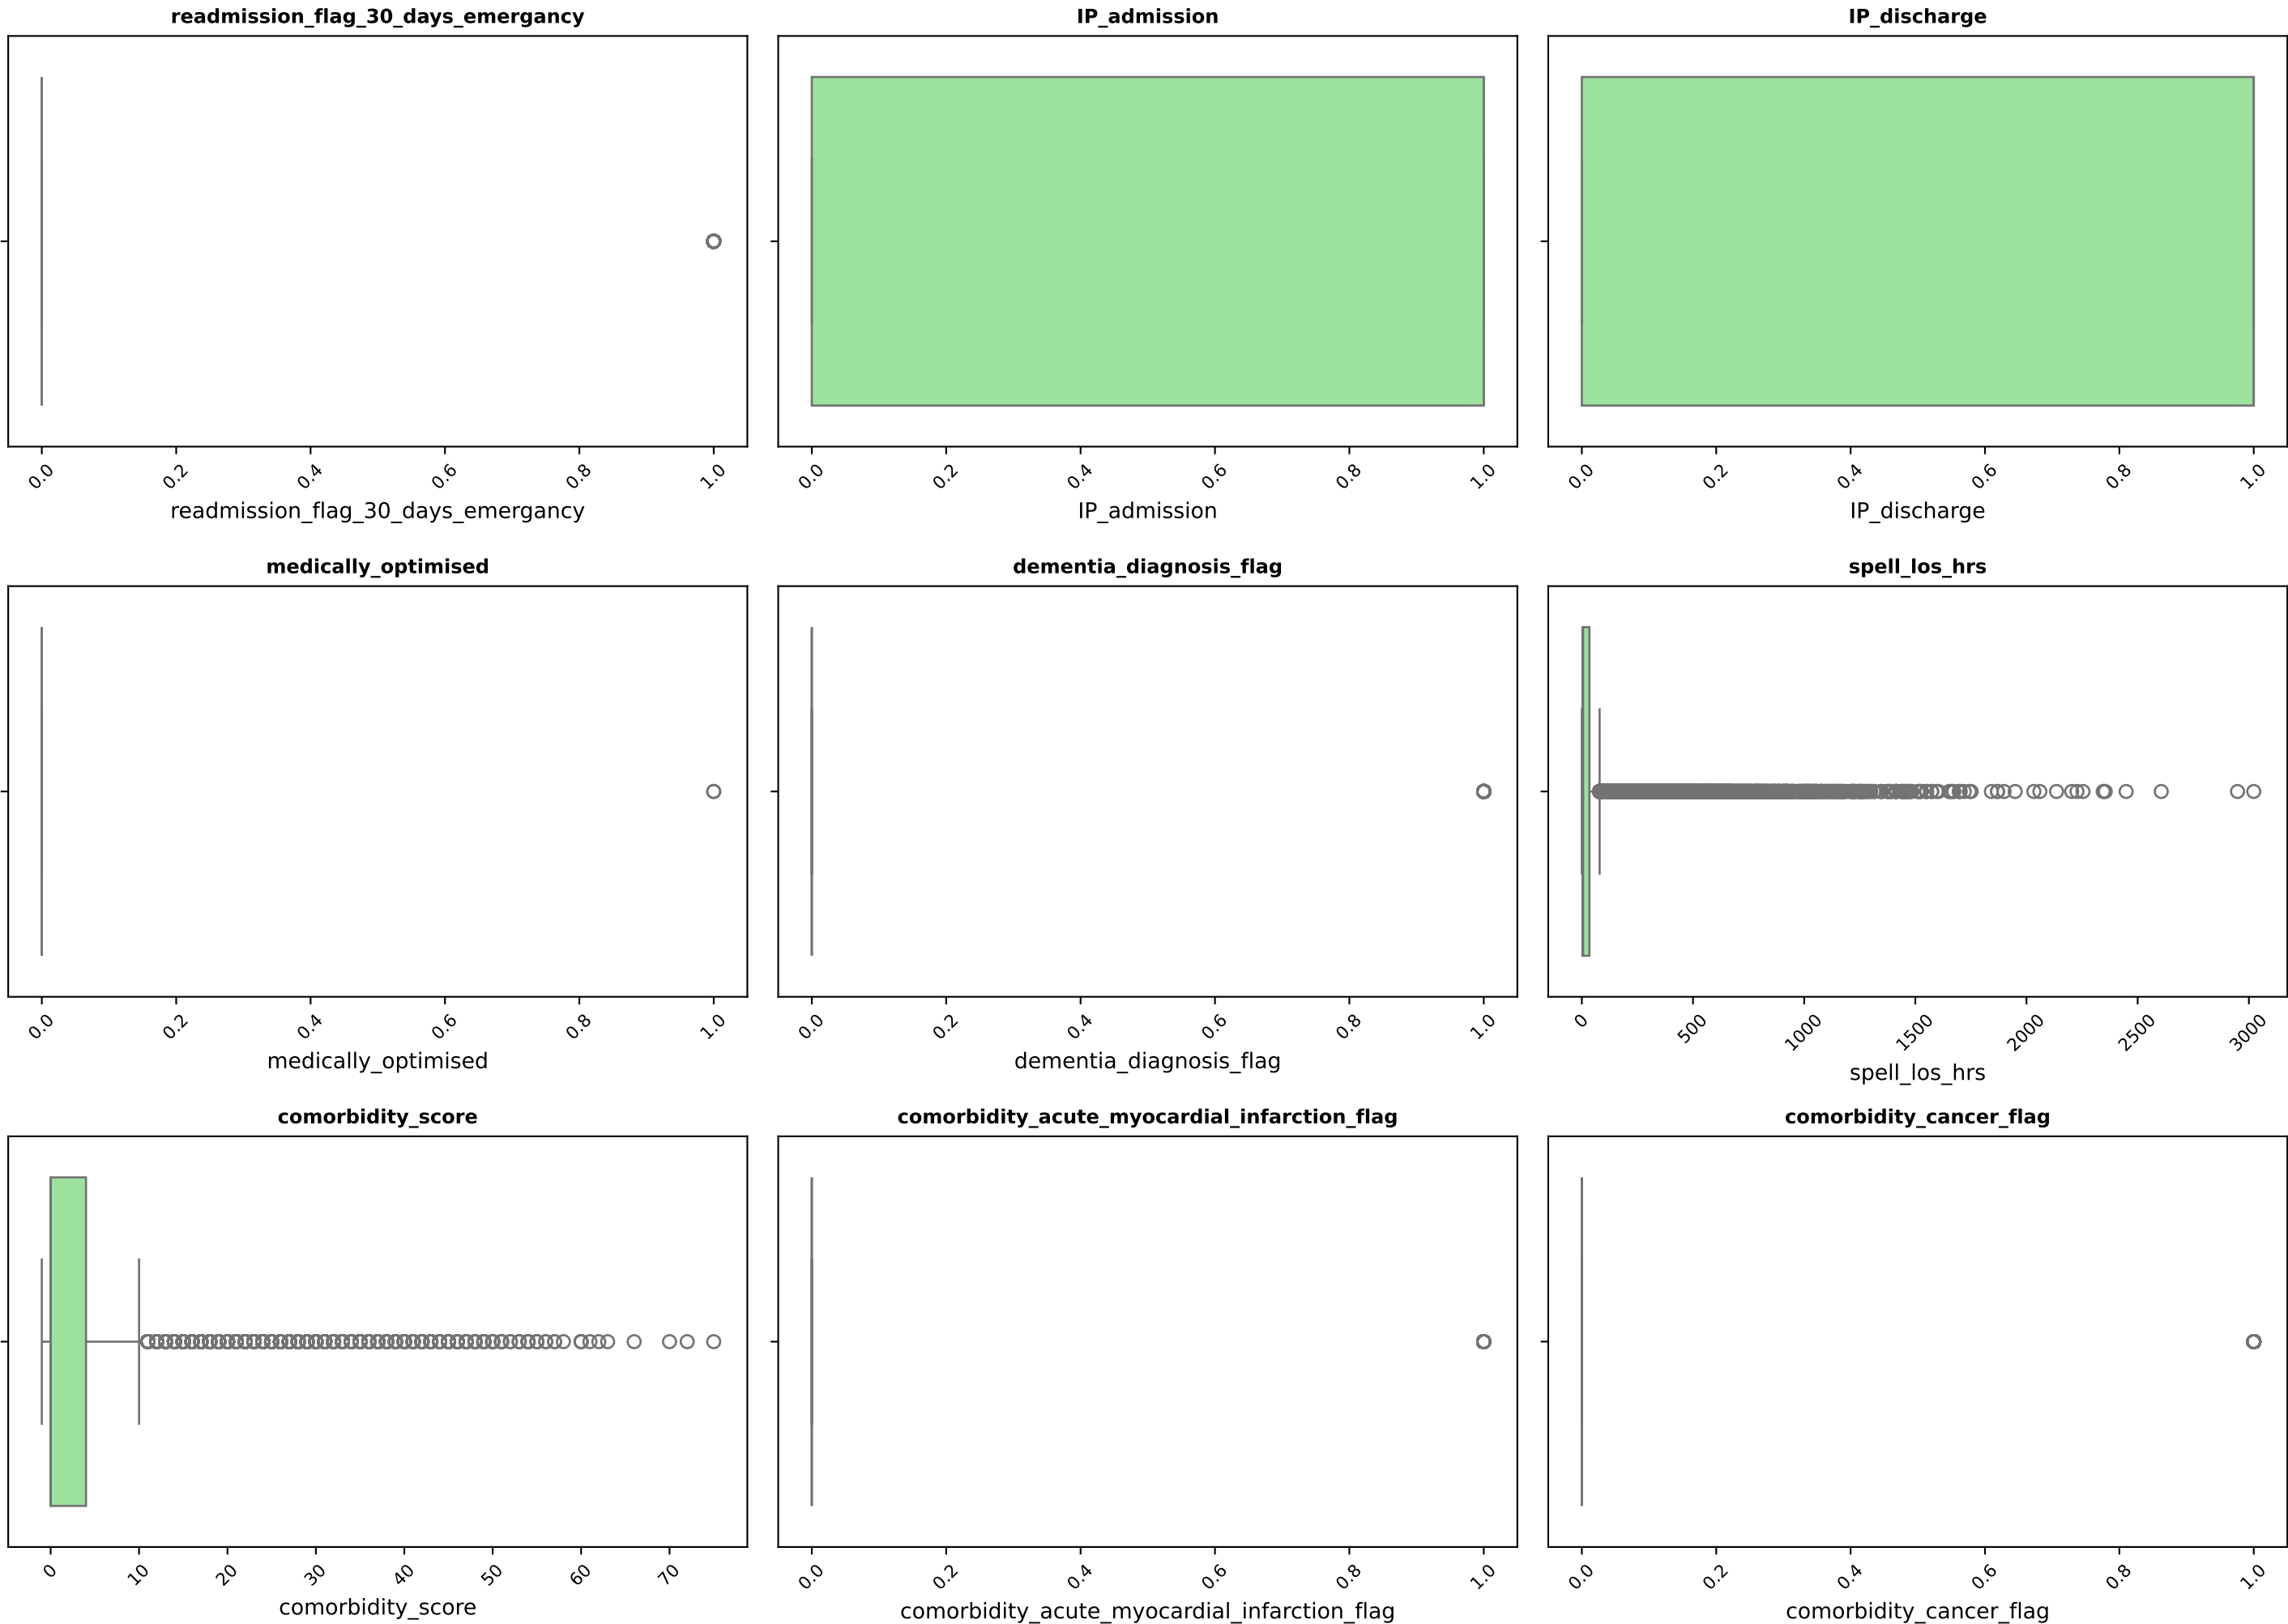 readmission_flag_30_days_emergancy
IP_admission
IP_discharge
0.0 0.2 0.4 0.6 0.8 1.0
0.0 0.2 0.4 0.6 0.8 1.0
0.0 0.2 0.4 0.6 0.8 1.0
readmission_flag_30_days_emergancy
IP_admission
IP_discharge
medically_optimised
dementia_diagnosis_flag
spell_los_hrs
0.0 0.2 0.4 0.6 0.8 1.0
0.0 0.2 0.4 0.6 0.8 1.0
0 500 1000 1500 2000 2500 3000
medically_optimised
dementia_diagnosis_flag
spell_los_hrs
comorbidity_score
comorbidity_acute_myocardial_infarction_flag
comorbidity_cancer_flag
0 10 20 30 40 50 60 70
0.0 0.2 0.4 0.6 0.8 1.0
0.0 0.2 0.4 0.6 0.8 1.0
comorbidity_score
comorbidity_acute_myocardial_infarction_flag
comorbidity_cancer_flag